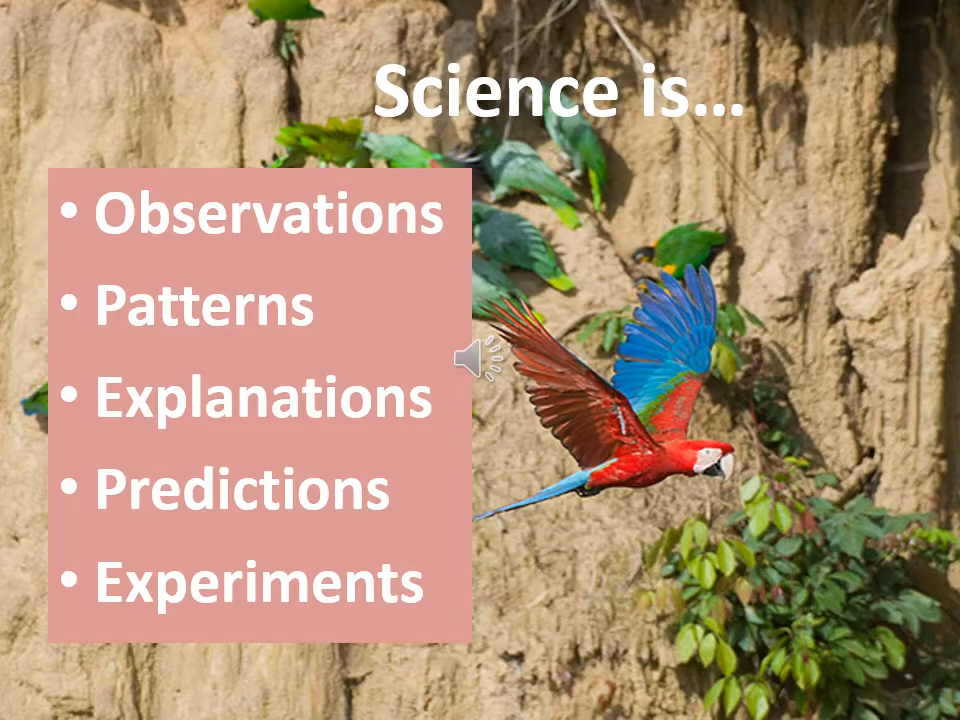 Science is...
• Observations
• Patterns
• Explanations
• Predictions
• Experiments